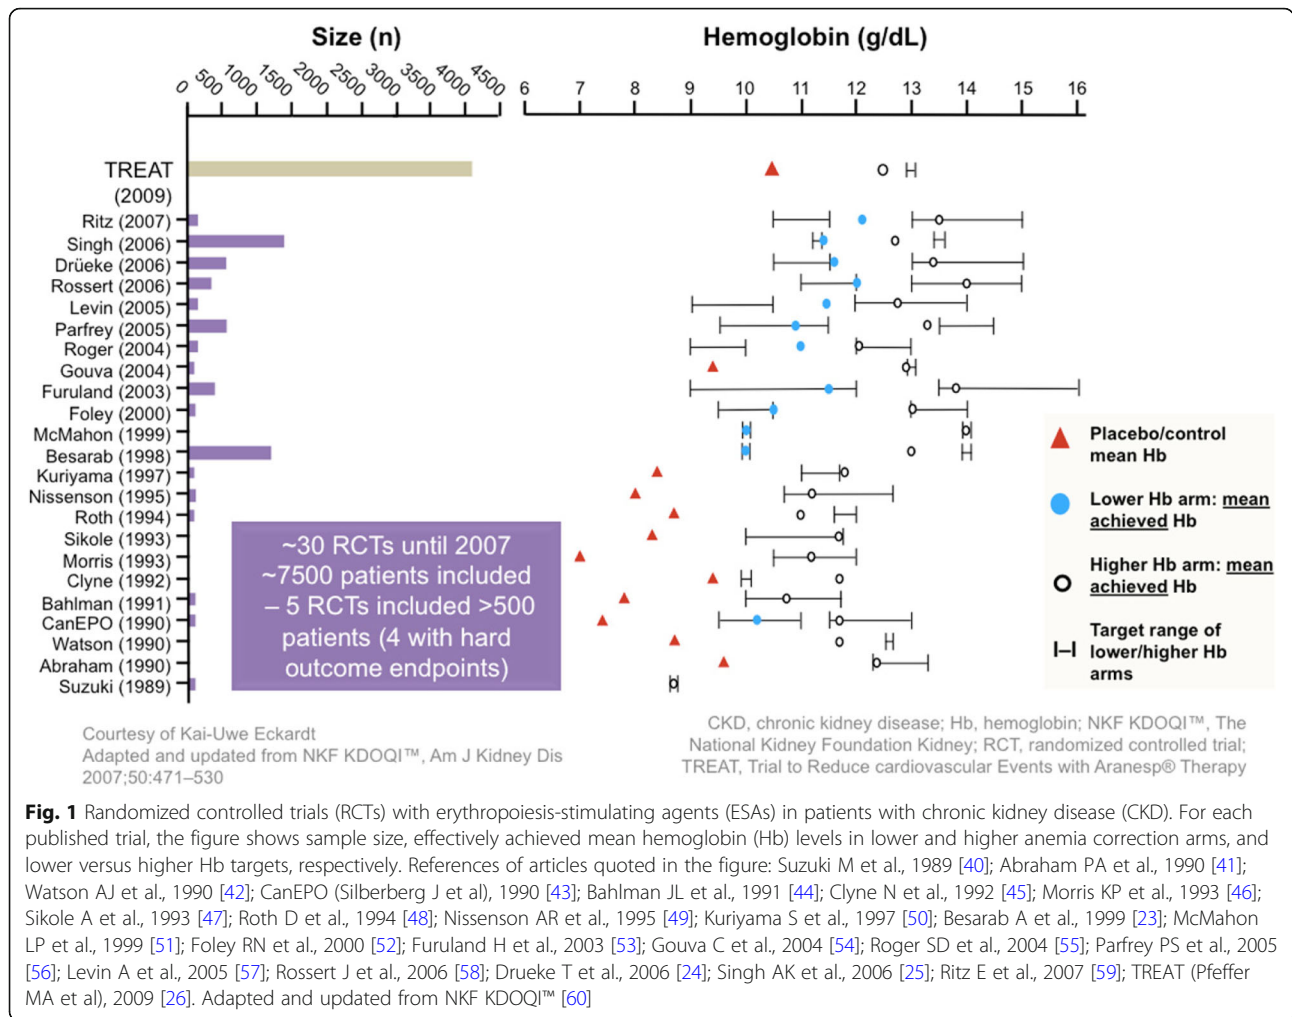 Size (n)
Hemoglobin (g/dL)
0 500 1000 1500 2000 2500 3000 3500 4000 4500
6 7 8 9 10 11 12 13 14 15 16
TREAT
(2009)
Ritz (2007)
Singh (2006)
Drüeke (2006)
Rossert (2006)
Levin (2005)
Parfrey (2005)
Roger (2004)
Gouva (2004)
Furuland (2003)
Foley (2000)
McMahon (1999)
Besarab (1998)
Kuriyama (1997)
Nissenson (1995)
Roth (1994)
Sikole (1993)
Morris (1993)
Clyne (1992)
Bahlman (1991)
CanEPO (1990)
Watson (1990)
Abraham (1990)
Suzuki (1989)
~30 RCTs until 2007
~7500 patients included
– 5 RCTs included >500
patients (4 with hard
outcome endpoints)
Placebo/control
mean Hb
Lower Hb arm: mean
achieved Hb
Higher Hb arm: mean
achieved Hb
Target range of
lower/higher Hb
arms
Courtesy of Kai-Uwe Eckardt
Adapted and updated from NKF KDOQI™, Am J Kidney Dis
2007;50:471–530
CKD, chronic kidney disease; Hb, hemoglobin; NKF KDOQI™, The
National Kidney Foundation Kidney; RCT, randomized controlled trial;
TREAT, Trial to Reduce cardiovascular Events with Aranesp® Therapy
Fig. 1 Randomized controlled trials (RCTs) with erythropoiesis-stimulating agents (ESAs) in patients with chronic kidney disease (CKD). For each
published trial, the figure shows sample size, effectively achieved mean hemoglobin (Hb) levels in lower and higher anemia correction arms, and
lower versus higher Hb targets, respectively. References of articles quoted in the figure: Suzuki M et al., 1989 [40]; Abraham PA et al., 1990 [41];
Watson AJ et al., 1990 [42]; CanEPO (Silberberg J et al), 1990 [43]; Bahlman JL et al., 1991 [44]; Clyne N et al., 1992 [45]; Morris KP et al., 1993 [46];
Sikole A et al., 1993 [47]; Roth D et al., 1994 [48]; Nissenson AR et al., 1995 [49]; Kuriyama S et al., 1997 [50]; Besarab A et al., 1999 [23]; McMahon
LP et al., 1999 [51]; Foley RN et al., 2000 [52]; Furuland H et al., 2003 [53]; Gouva C et al., 2004 [54]; Roger SD et al., 2004 [55]; Parfrey PS et al., 2005
[56]; Levin A et al., 2005 [57]; Rossert J et al., 2006 [58]; Drueke T et al., 2006 [24]; Singh AK et al., 2006 [25]; Ritz E et al., 2007 [59]; TREAT (Pfeffer
MA et al), 2009 [26]. Adapted and updated from NKF KDOQI™ [60]